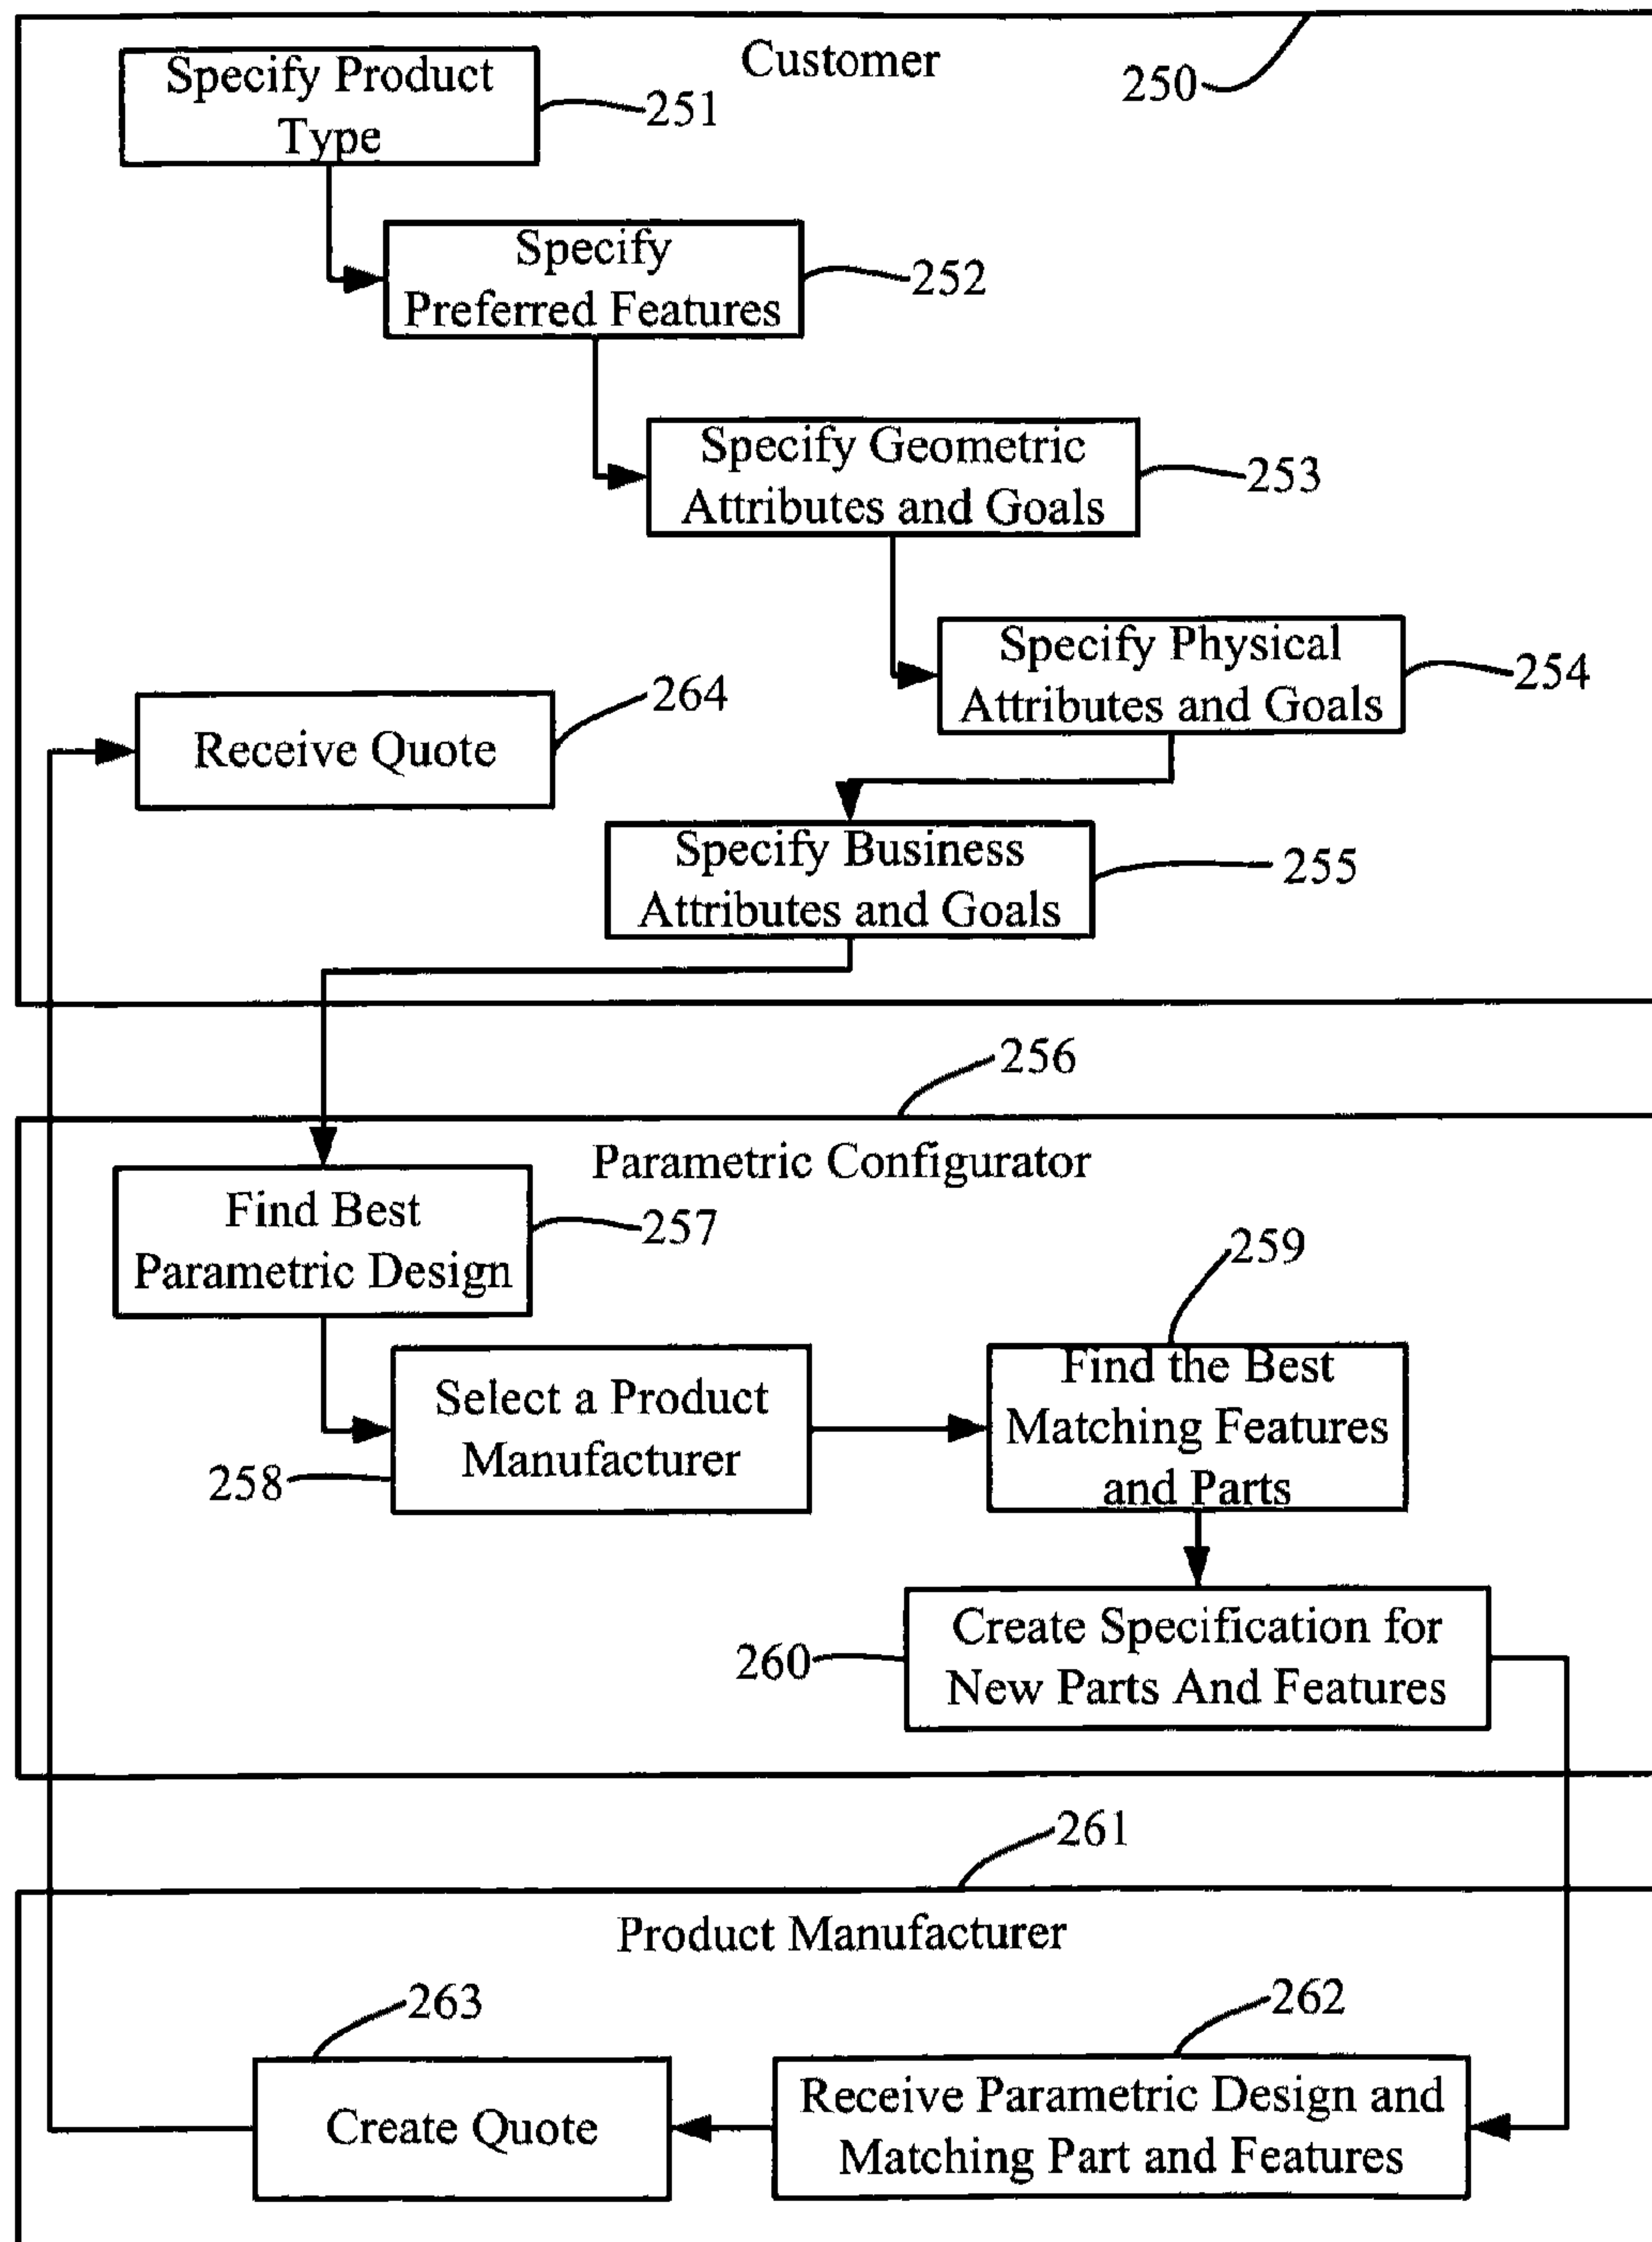 Customer
250
Specify Product
Type
251
Specify
Preferred Features
252
Specify Geometric
Attributes and Goals
253
Specify Physical
Attributes and Goals
254
264
Receive Quote
Specify Business
Attributes and Goals
255
256
Parametric Configurator
Find Best
Parametric Design
257
259
Select a Product
Manufacturer
258
Find the Best
Matching Features
and Parts
Create Specification for
New Parts And Features
260
261
Product Manufacturer
263
262
Create Quote
Receive Parametric Design and
Matching Part and Features